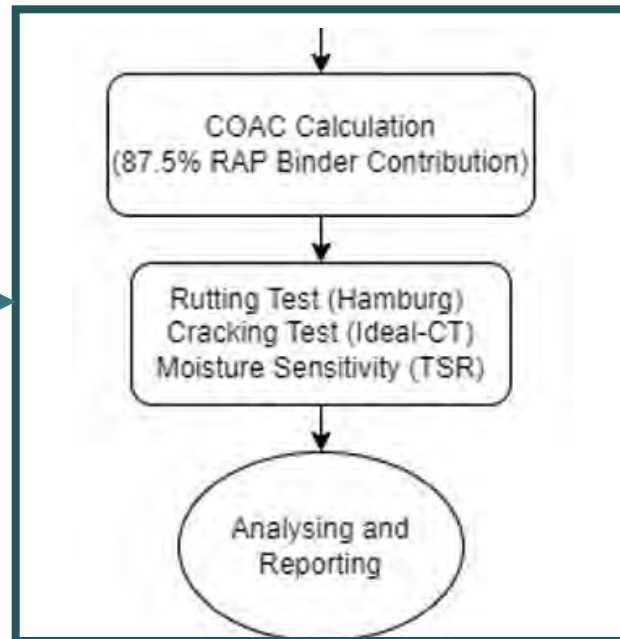 COAC Calculation
(87.5% RAP Binder Contribution)
Rutting Test (Hamburg)
Cracking Test (Ideal-CT)
Moisture Sensitivity (TSR)
Analysing and
Reporting